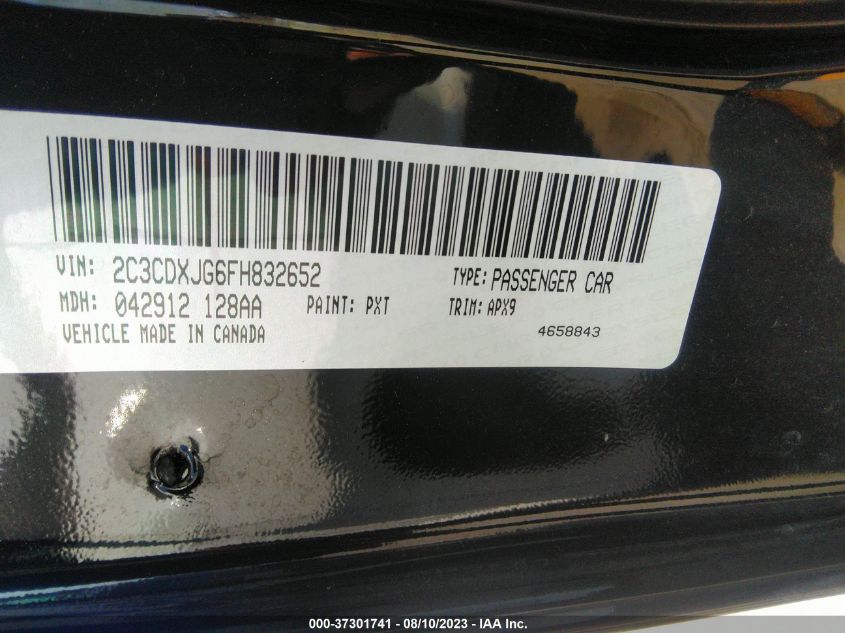 VIN: 2C3CDXJG6FH832652 TYPE: PASSENGER CAR
MDH: 042912 128AA PAINT: PXT TRIM: APX9
VEHICLE MADE IN CANADA 4658843
000-37301741 - 08/10/2023 - IAA Inc.